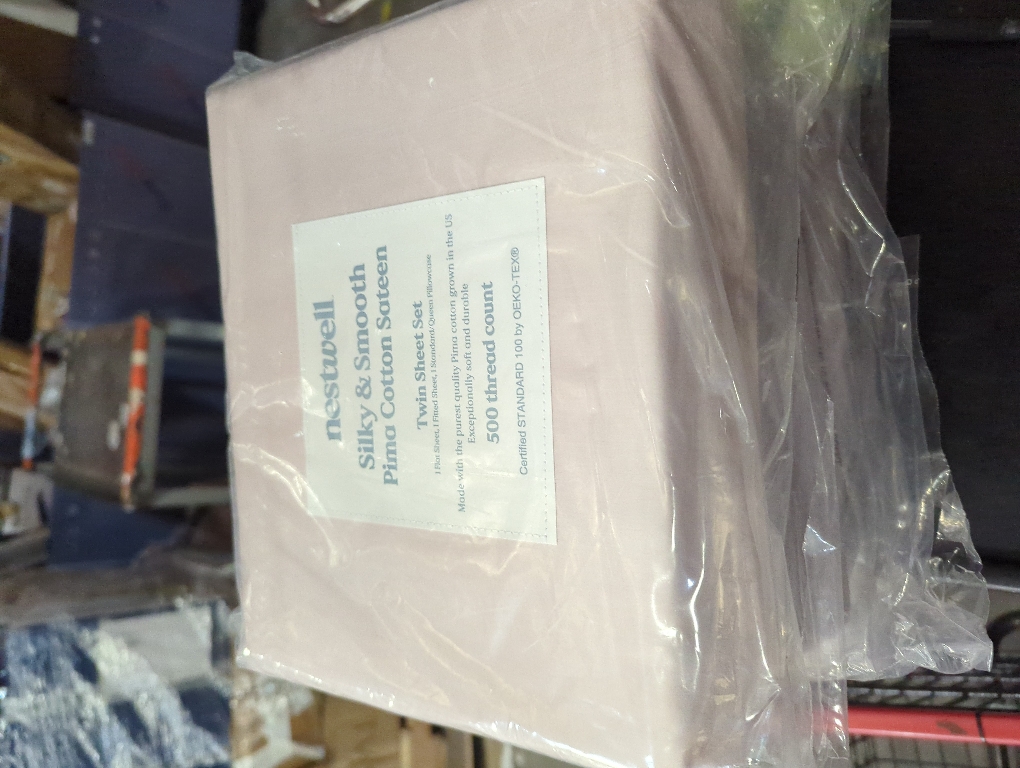 nestwell
Silky & Smooth
Pima Cotton Sateen
Twin Sheet Set
1 Flat Sheet, 1 Fitted Sheet, 1 Standard/Queen Pillowcase
Made with the purest quality Pima cotton grown in the US
Exceptionally soft and durable
500 thread count
Certified STANDARD 100 by OEKO-TEX®